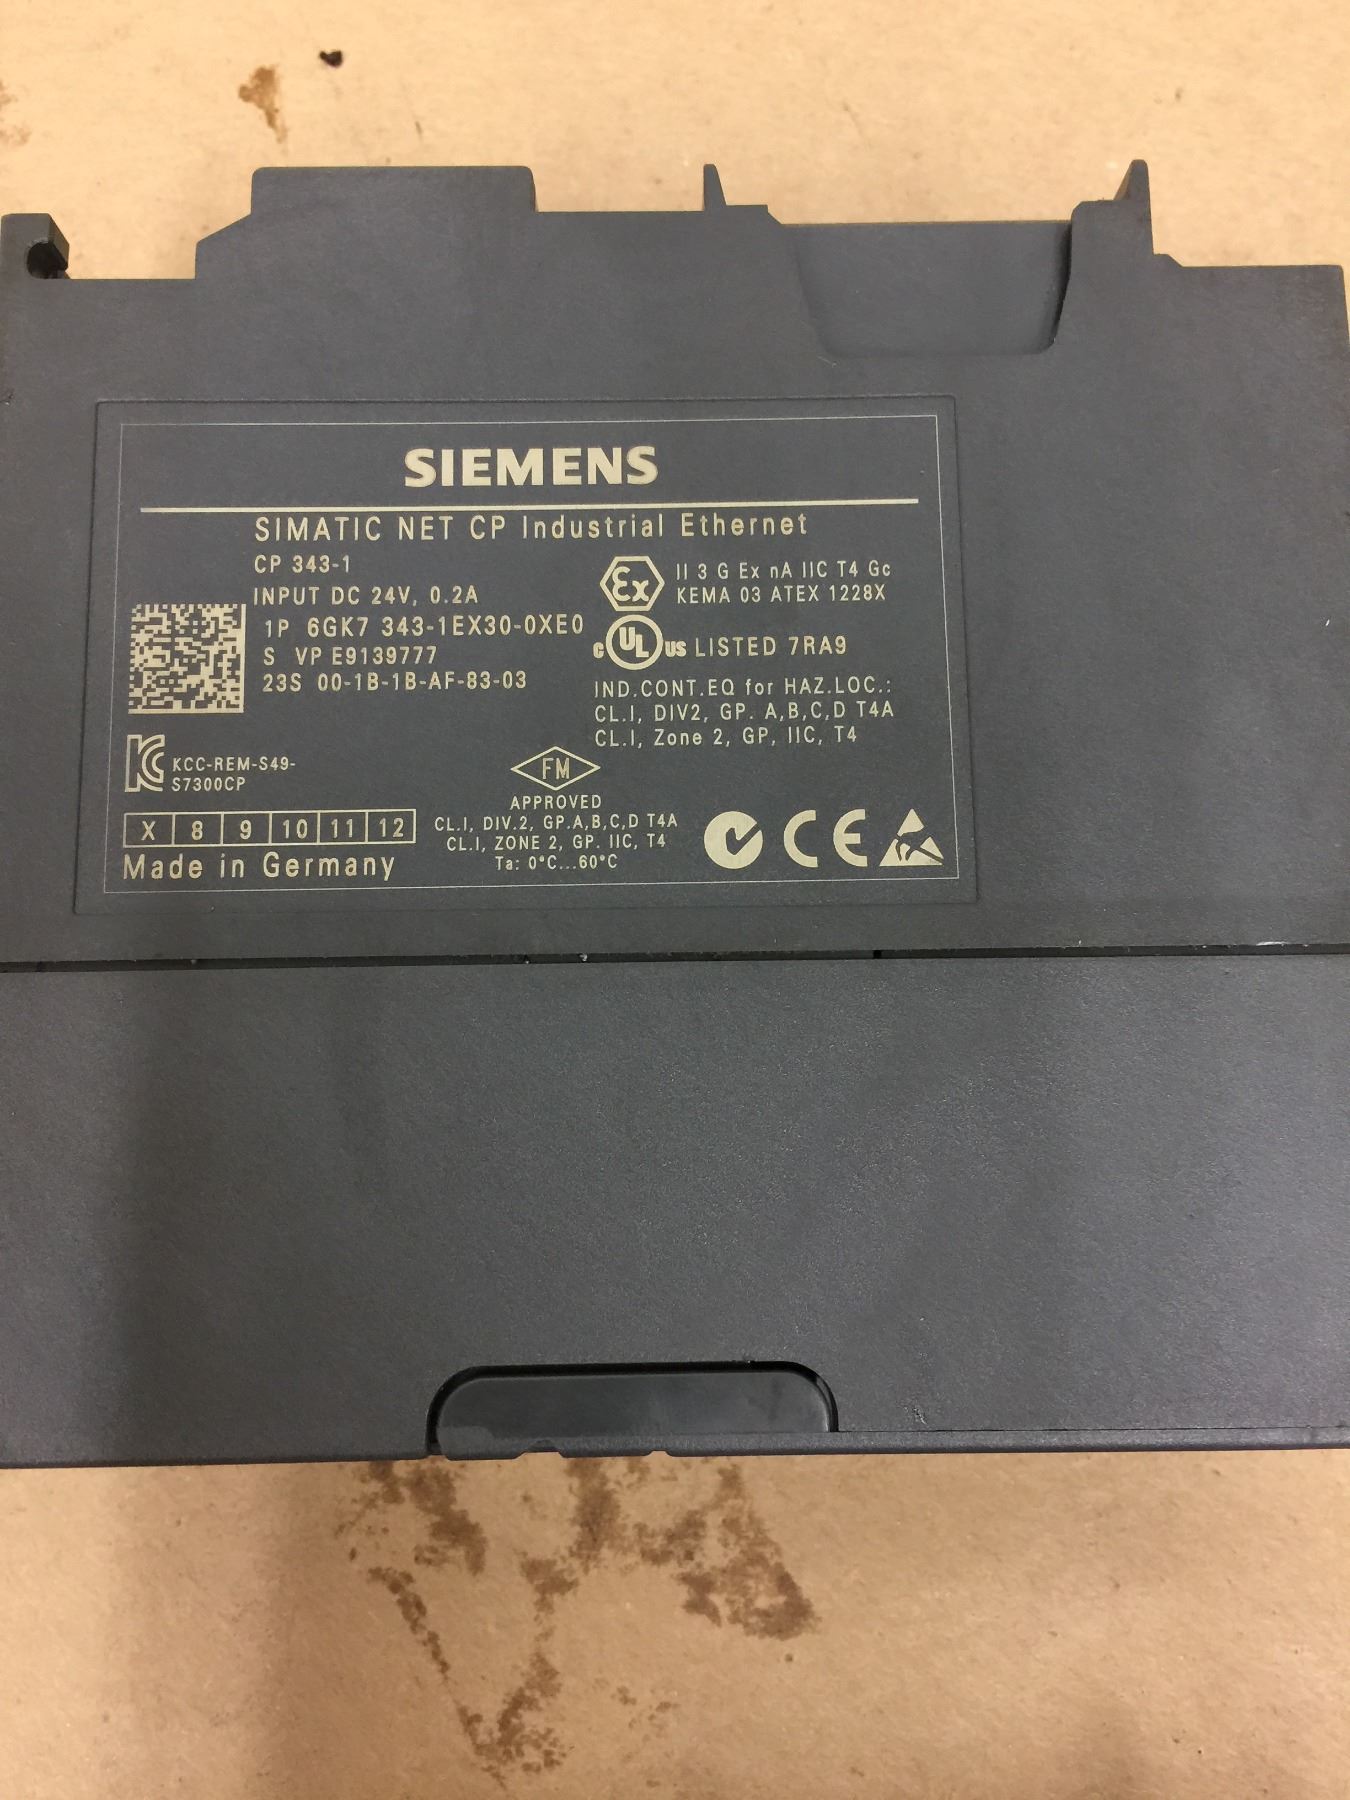 SIEMENS
SIMATIC NET CP Industrial Ethernet
CP 343-1
INPUT DC 24V, 0.2A
1P 6GK7 343-1EX30-0XE0
S VP E9139777
23S 00-1B-1B-AF-83-03
Ex II 3 G Ex nA IIC T4 Gc
KEMA 03 ATEX 1228X
C UL US LISTED 7RA9
IND.CONT.EQ for HAZ.LOC.:
CL.I, DIV2, GP. A,B,C,D T4A
CL.I, Zone 2, GP, IIC, T4
KCC-REM-S49-
S7300CP
FM
APPROVED
CL.I, DIV.2, GP.A,B,C,D T4A
CL.I, ZONE 2, GP. IIC, T4
Ta: 0°C...60°C
X 8 9 10 11 12
Made in Germany
CE